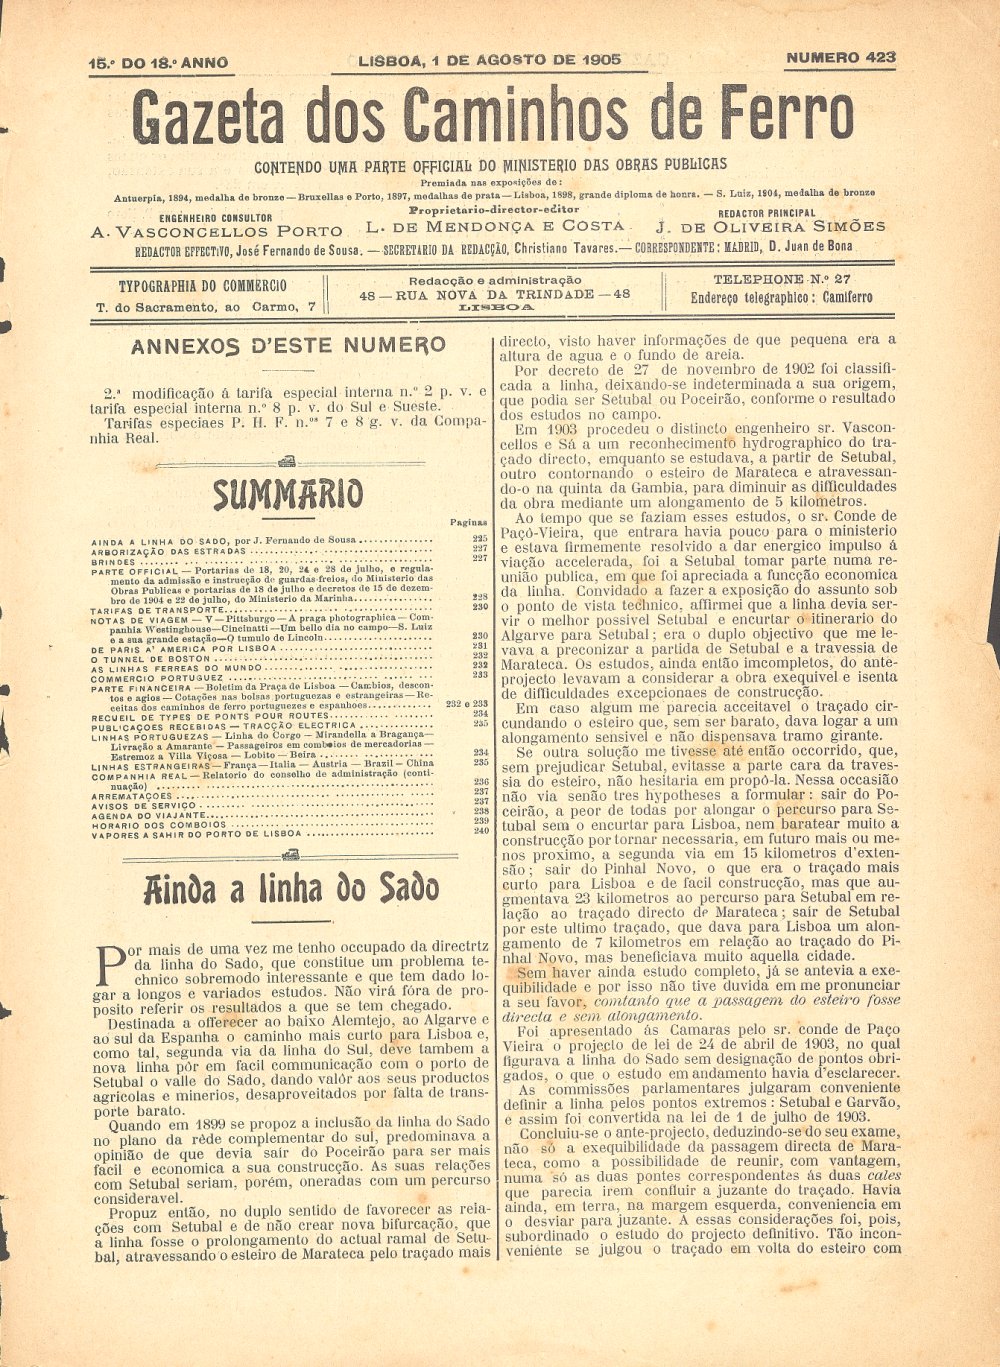 15.º DO 18.º ANNO
LISBOA, 1 DE AGOSTO DE 1905
NUMERO 423
Gazeta dos Caminhos de Ferro
CONTENDO UMA PARTE OFFICIAL DO MINISTERIO DAS OBRAS PUBLICAS
Premiada nas exposições de:
Antuerpia, 1894, medalha de bronze — Bruxellas e Porto, 1897, medalhas de prata — Lisboa, 1898, grande diploma de honra. — S. Luiz, 1904, medalha de bronze
ENGENHEIRO CONSULTOR
A. VASCONCELLOS PORTO
Proprietario-director-editor
L. DE MENDONÇA E COSTA
REDACTOR PRINCIPAL
J. DE OLIVEIRA SIMÕES
REDACTOR EFFECTIVO, José Fernando de Sousa. — SECRETARIO DA REDACÇÃO, Christiano Tavares. — CORRESPONDENTE: MADRID, D. Juan de Bona
TYPOGRAPHIA DO COMMERCIO
T. do Sacramento, ao Carmo, 7
Redacção e administração
48 — RUA NOVA DA TRINDADE — 48
LISBOA
TELEPHONE N.º 27
Endereço telegraphico: Camiferro
ANNEXOS D'ESTE NUMERO
2.ª modificação á tarifa especial interna n.º 2 p. v. e
tarifa especial interna n.º 8 p. v. do Sul e Sueste.
Tarifas especiaes P. H. F. n.os 7 e 8 g. v. da Compa-
nhia Real.
SUMMARIO
Paginas
AINDA A LINHA DO SADO, por J. Fernando de Sousa .............. 225
ARBORIZAÇÃO DAS ESTRADAS .............. 227
BRINDES .............. 227
PARTE OFFICIAL — Portarias de 18, 20, 24 e 28 de julho, e regula-
mento da admissão e instrucção de guardas-freios, do Ministerio das
Obras Publicas e portarias de 18 de julho e decretos de 15 de dezem-
bro de 1904 e 22 de julho, do Ministerio da Marinha .............. 228
TARIFAS DE TRANSPORTE .............. 230
NOTAS DE VIAGEM — V — Pittsburgo — A praga photographica — Com-
panhia Westinghouse — Cincinatti — Um bello dia no campo — S. Luiz
e a sua grande estação — O tumulo de Lincoln .............. 230
DE PARIS A' AMERICA POR LISBOA .............. 231
O TUNNEL DE BOSTON .............. 232
AS LINHAS FERREAS DO MUNDO .............. 232
COMMERCIO PORTUGUEZ .............. 233
PARTE FINANCEIRA — Boletim da Praça de Lisboa — Cambios, descon-
tos e agios — Cotações nas bolsas portuguezas e estrangeiras — Re-
ceitas dos caminhos de ferro portuguezes e espanhoes .............. 232 e 233
RECUEIL DE TYPES DE PONTS POUR ROUTES .............. 234
PUBLICAÇOES RECEBIDAS — TRACÇÃO ELECTRICA .............. 235
LINHAS PORTUGUEZAS — Linha do Corgo — Mirandella a Bragança —
Livração a Amarante — Passageiros em comboios de mercadorias —
Estremoz a Villa Viçosa — Lobito — Beira .............. 234
LINHAS ESTRANGEIRAS — França — Italia — Austria — Brazil — China 235
COMPANHIA REAL — Relatorio do conselho de administração (conti-
nuação) .............. 236
ARREMATAÇOES .............. 237
AVISOS DE SERVIÇO .............. 237
AGENDA DO VIAJANTE .............. 238
HORARIO DOS COMBOIOS .............. 239
VAPORES A SAHIR DO PORTO DE LISBOA .............. 240
Ainda a linha do Sado
Por mais de uma vez me tenho occupado da directriz
da linha do Sado, que constitue um problema te-
chnico sobremodo interessante e que tem dado lo-
gar a longos e variados estudos. Não virá fóra de pro-
posito referir os resultados a que se tem chegado.
Destinada a offerecer ao baixo Alemtejo, ao Algarve e
ao sul da Espanha o caminho mais curto para Lisboa e,
como tal, segunda via da linha do Sul, deve tambem a
nova linha pôr em facil communicação com o porto de
Setubal o valle do Sado, dando valôr aos seus productos
agricolas e minerios, desaproveitados por falta de trans-
porte barato.
Quando em 1899 se propoz a inclusão da linha do Sado
no plano da rêde complementar do sul, predominava a
opinião de que devia sair do Poceirão para ser mais
facil e economica a sua construcção. As suas relações
com Setubal seriam, porém, oneradas com um percurso
consideravel.
Propuz então, no duplo sentido de favorecer as rela-
ções com Setubal e de não crear nova bifurcação, que
a linha fosse o prolongamento do actual ramal de Setu-
bal, atravessando o esteiro de Marateca pelo traçado mais
directo, visto haver informações de que pequena era a
altura de agua e o fundo de areia.
Por decreto de 27 de novembro de 1902 foi classifi-
cada a linha, deixando-se indeterminada a sua origem,
que podia ser Setubal ou Poceirão, conforme o resultado
dos estudos no campo.
Em 1903 procedeu o distincto engenheiro sr. Vascon-
cellos e Sá a um reconhecimento hydrographico do tra-
çado directo, emquanto se estudava, a partir de Setubal,
outro contornando o esteiro de Marateca e atravessan-
do-o na quinta da Gambia, para diminuir as difficuldades
da obra mediante um alongamento de 5 kilometros.
Ao tempo que se faziam esses estudos, o sr. Conde de
Paçô-Vieira, que entrara havia pouco para o ministerio
e estava firmemente resolvido a dar energico impulso á
viação accelerada, foi a Setubal tomar parte numa re-
união publica, em que foi apreciada a funcção economica
da linha. Convidado a fazer a exposição do assunto sob
o ponto de vista technico, affirmei que a linha devia ser-
vir o melhor possivel Setubal e encurtar o itinerario do
Algarve para Setubal; era o duplo objectivo que me le-
vava a preconizar a partida de Setubal e a travessia de
Marateca. Os estudos, ainda então imcompletos, do ante-
projecto levavam a considerar a obra exequivel e isenta
de difficuldades excepcionaes de construcção.
Em caso algum me parecia acceitavel o traçado cir-
cundando o esteiro que, sem ser barato, dava logar a um
alongamento sensivel e não dispensava tramo girante.
Se outra solução me tivesse até então occorrido, que,
sem prejudicar Setubal, evitasse a parte cara da traves-
sia do esteiro, não hesitaria em propô-la. Nessa occasião
não via senão tres hypotheses a formular: sair do Po-
ceirão, a peor de todas por alongar o percurso para Se-
tubal sem o encurtar para Lisboa, nem baratear muito a
construcção por tornar necessaria, em futuro mais ou me-
nos proximo, a segunda via em 15 kilometros d'exten-
são; sair do Pinhal Novo, o que era o traçado mais
curto para Lisboa e de facil construcção, mas que au-
gmentava 23 kilometros ao percurso para Setubal em re-
lação ao traçado directo de Marateca; sair de Setubal
por este ultimo traçado, que dava para Lisboa um alon-
gamento de 7 kilometros em relação ao traçado do Pi-
nhal Novo, mas beneficiava muito aquella cidade.
Sem haver ainda estudo completo, já se antevia a exe-
quibilidade e por isso não tive duvida em me pronunciar
a seu favor, comtanto que a passagem do esteiro fosse
directa e sem alongamento.
Foi apresentado ás Camaras pelo sr. conde de Paço
Vieira o projecto de lei de 24 de abril de 1903, no qual
figurava a linha do Sado sem designação de pontos obri-
gados, o que o estudo em andamento havia d'esclarecer.
As commissões parlamentares julgaram conveniente
definir a linha pelos pontos extremos: Setubal e Garvão,
e assim foi convertida na lei de 1 de julho de 1903.
Concluiu-se o ante-projecto, deduzindo-se do seu exame,
não só a exequibilidade da passagem directa de Mara-
teca, como a possibilidade de reunir, com vantagem,
numa só as duas pontes correspondentes ás duas cales
que parecia irem confluir a juzante do traçado. Havia
ainda, em terra, na margem esquerda, conveniencia em
o desviar para juzante. A essas considerações foi, pois,
subordinado o estudo do projecto definitivo. Tão incon-
veniente se julgou o traçado em volta do esteiro com